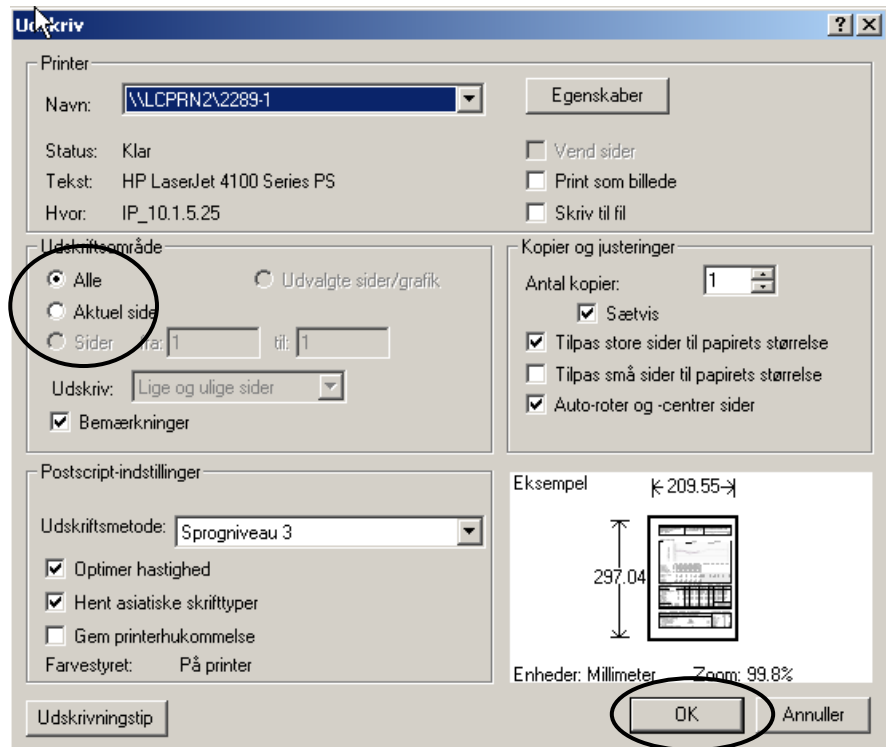 Udskriv
Printer
Navn: \\LCPRN2\2289-1
Egenskaber
Status: Klar
Vend sider
Tekst: HP LaserJet 4100 Series PS
Print som billede
Hvor: IP_10.1.5.25
Skriv til fil
Udskriftsområde
Alle
Udvalgte sider/grafik
Aktuel side
Sider fra: 1 til: 1
Udskriv: Lige og ulige sider
Bemærkninger
Kopier og justeringer
Antal kopier: 1
Sætvis
Tilpas store sider til papirets størrelse
Tilpas små sider til papirets størrelse
Auto-roter og -centrer sider
Postscript-indstillinger
Udskriftsmetode: Sprogniveau 3
Optimer hastighed
Hent asiatiske skrifttyper
Gem printerhukommelse
Farvestyret: På printer
Eksempel
209.55
297.04
Enheder: Millimeter Zoom: 99.8%
Udskrivningstip
OK
Annuller